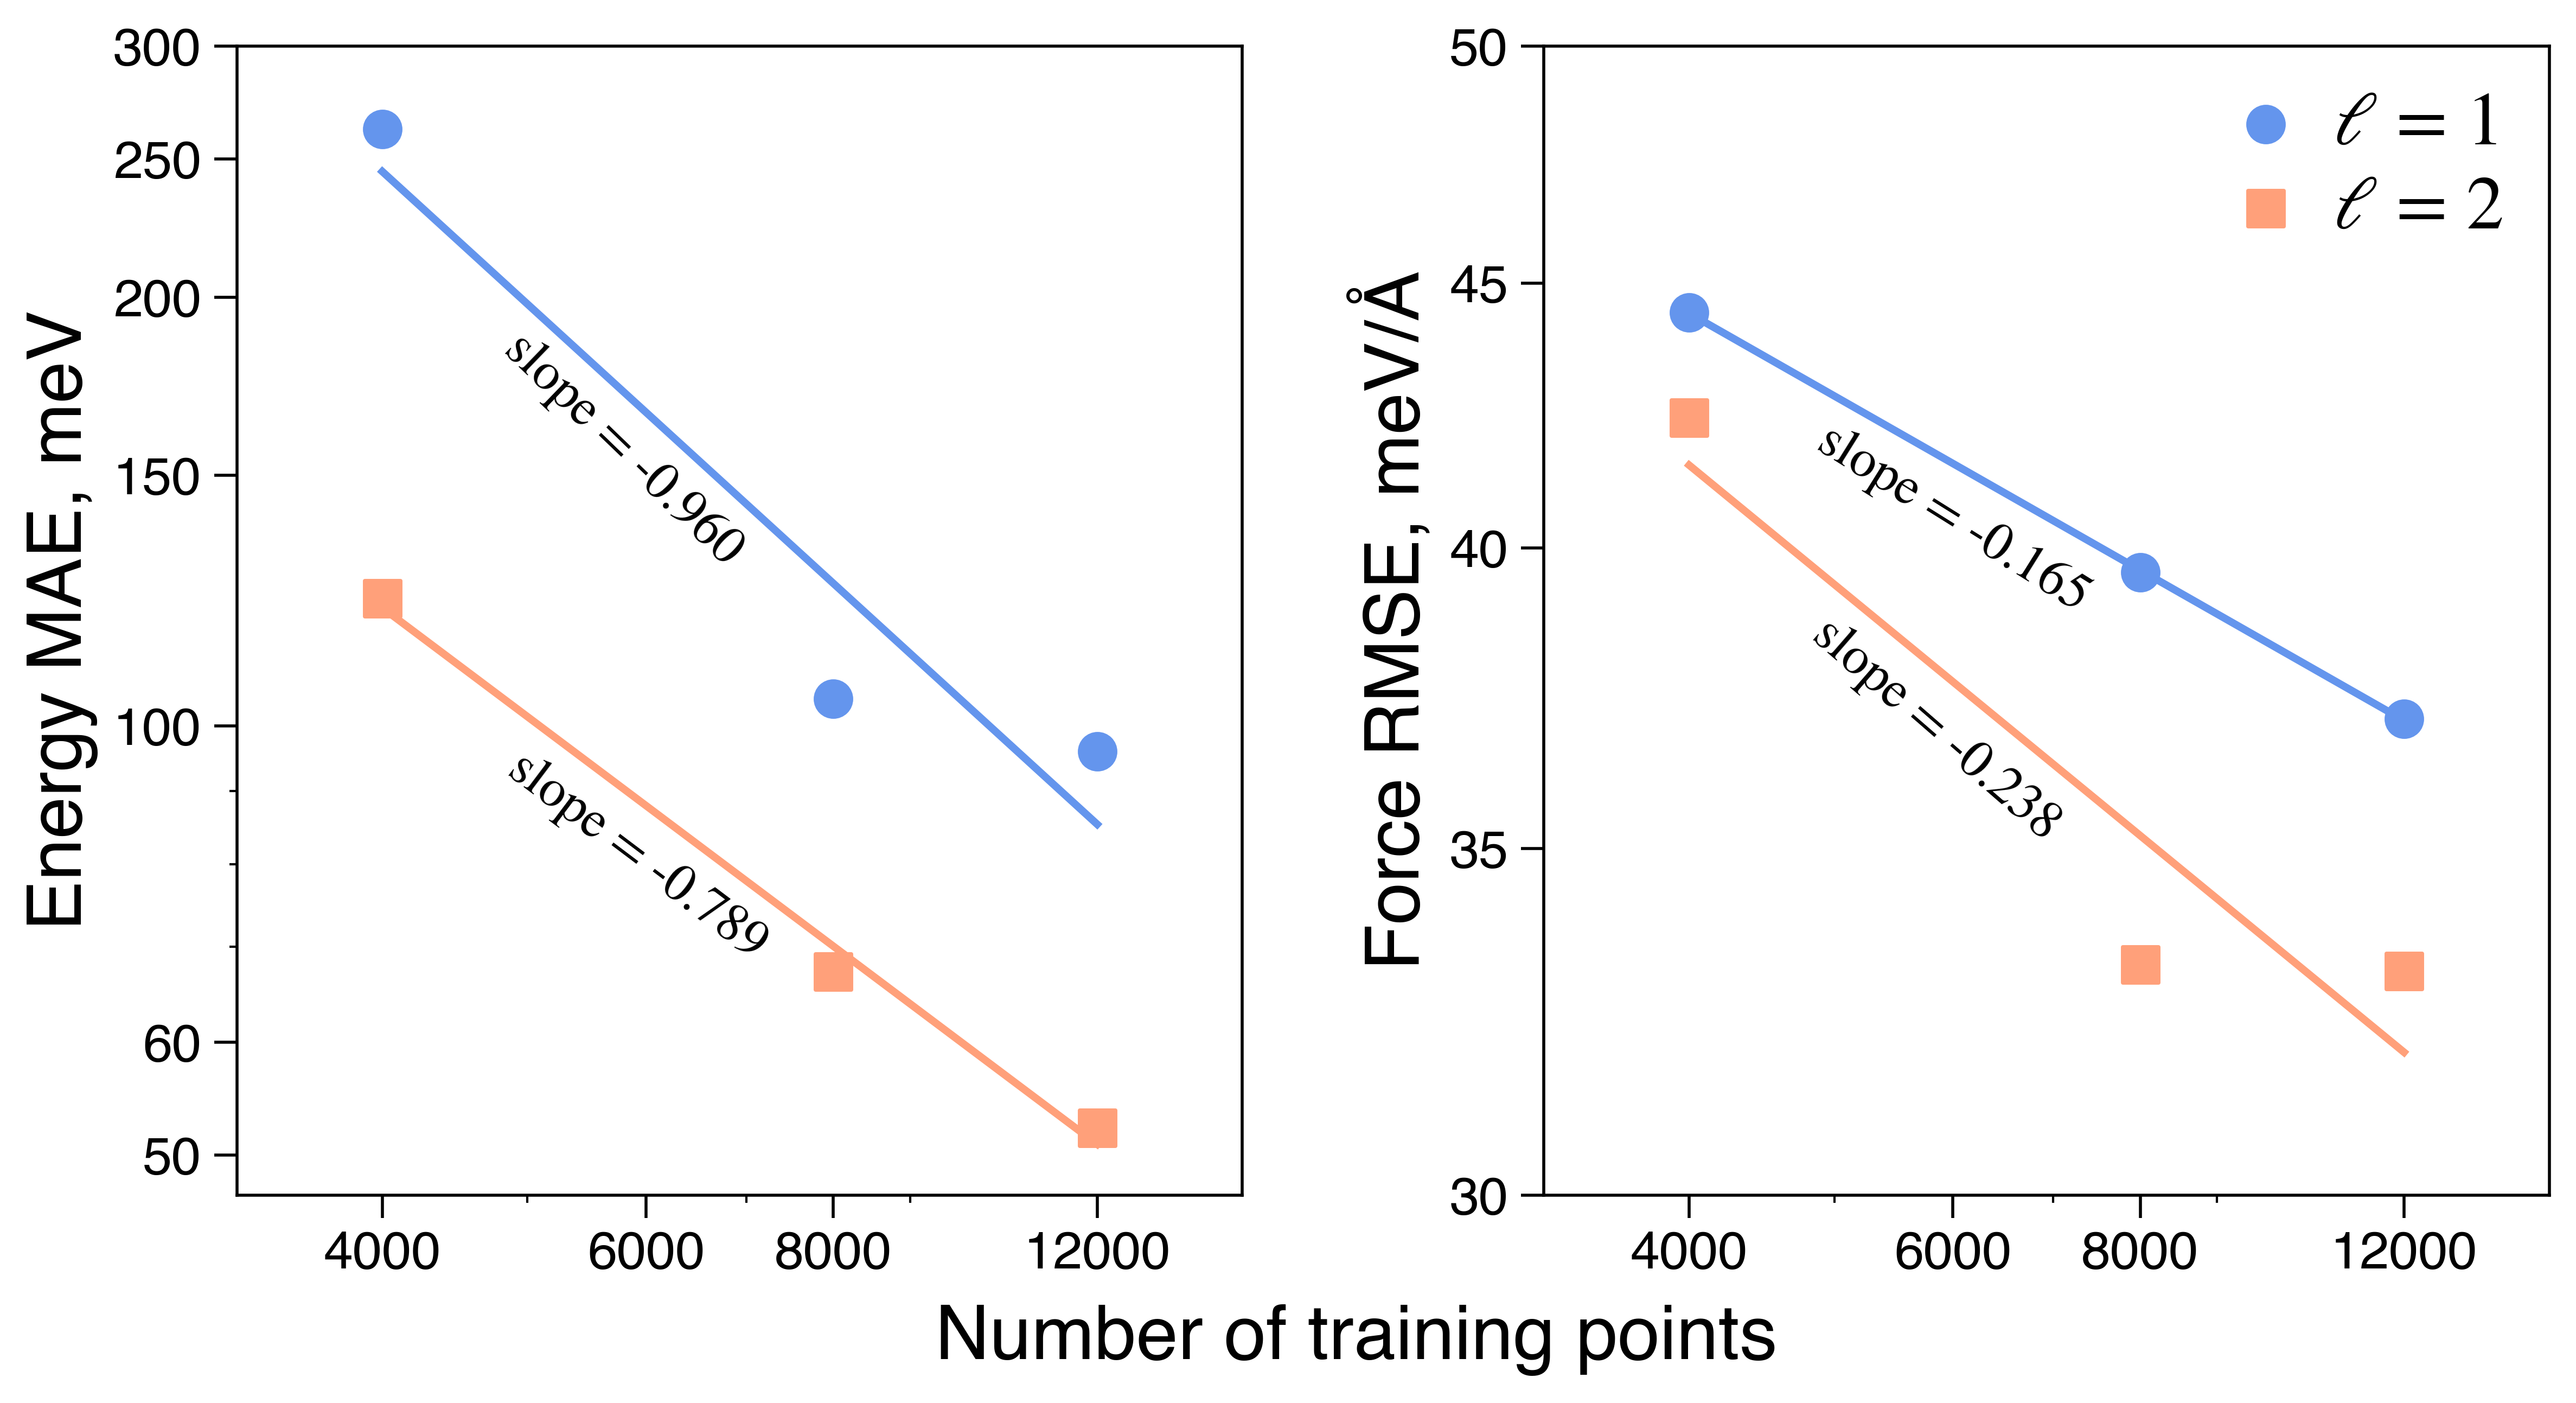 Energy MAE, meV
300
250
200
150
100
60
50
slope = -0.960
slope = -0.789
4000 6000 8000 12000
Force RMSE, meV/Å
50
45
40
35
30
ℓ = 1
ℓ = 2
slope = -0.165
slope = -0.238
4000 6000 8000 12000
Number of training points